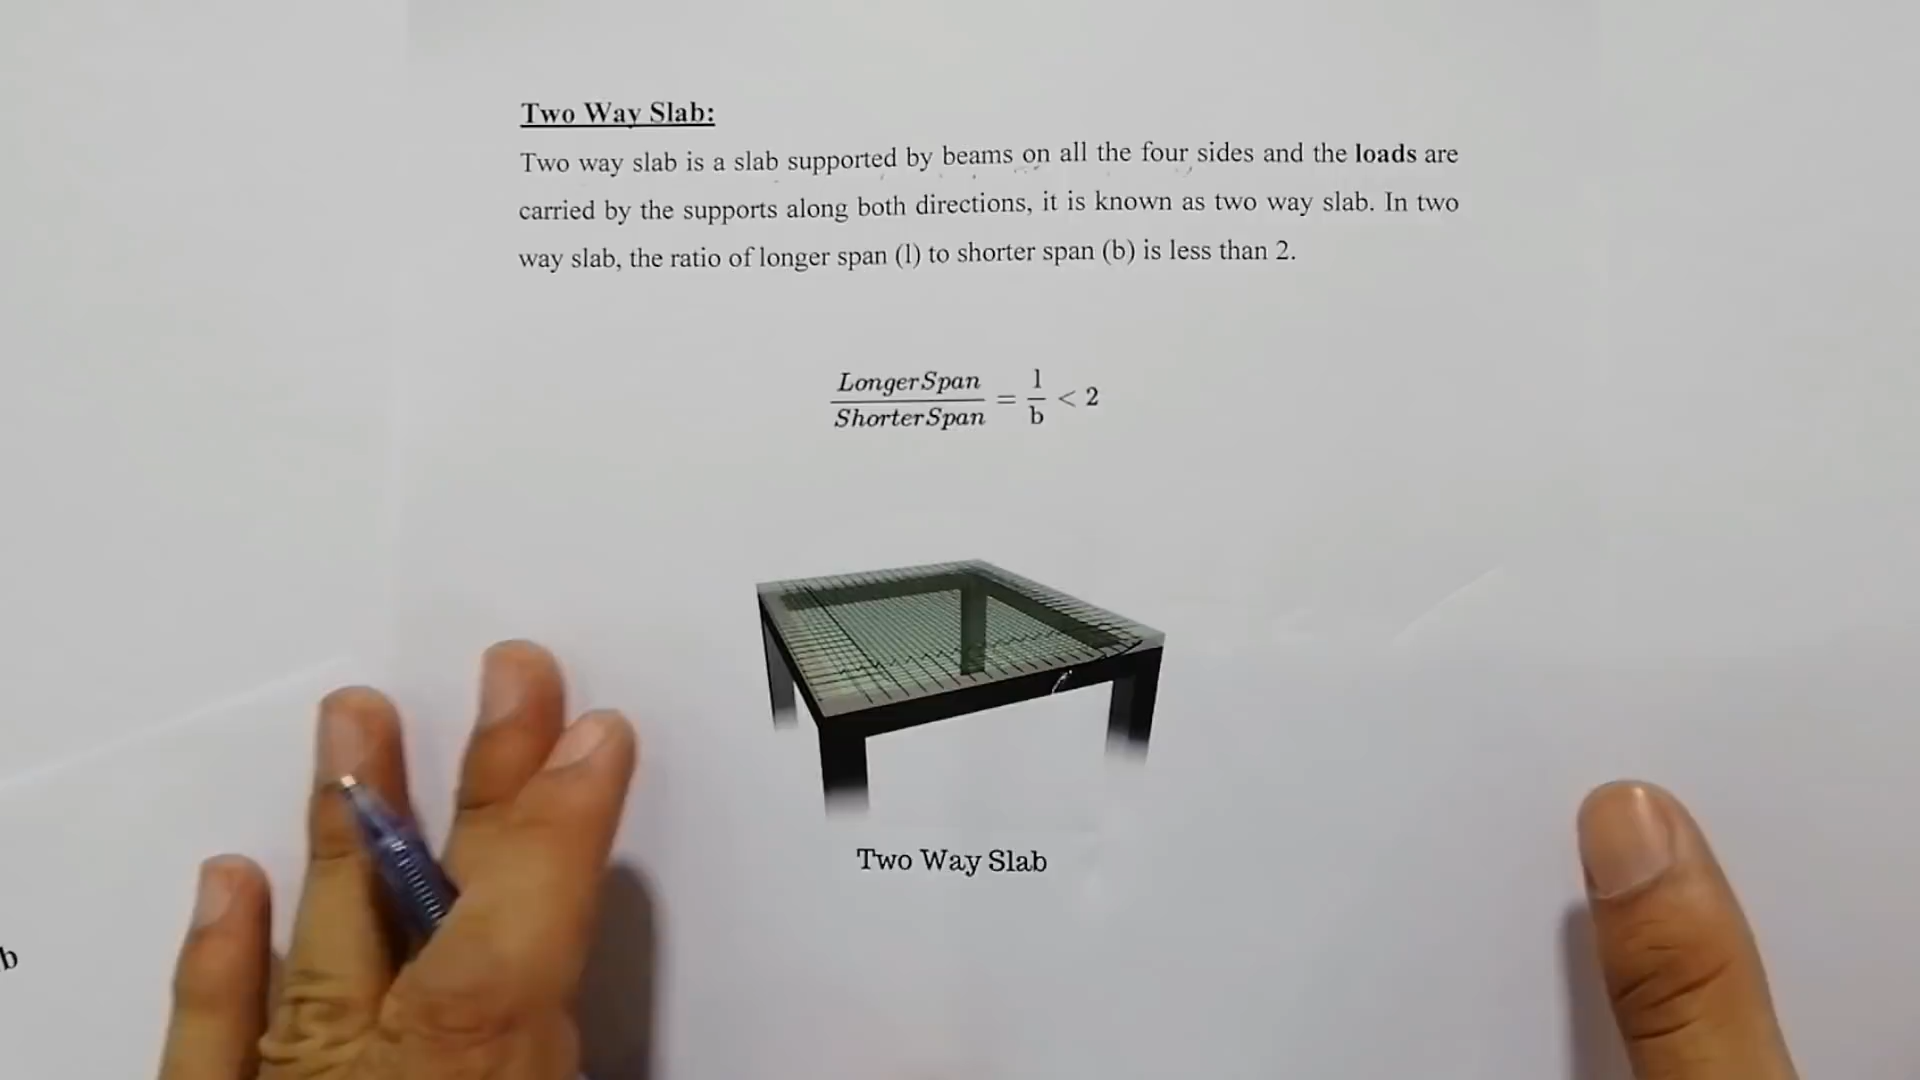 Two Way Slab:
Two way slab is a slab supported by beams on all the four sides and the loads are
carried by the supports along both directions, it is known as two way slab. In two
way slab, the ratio of longer span (l) to shorter span (b) is less than 2.
LongerSpan / ShorterSpan = l / b < 2
Two Way Slab
b